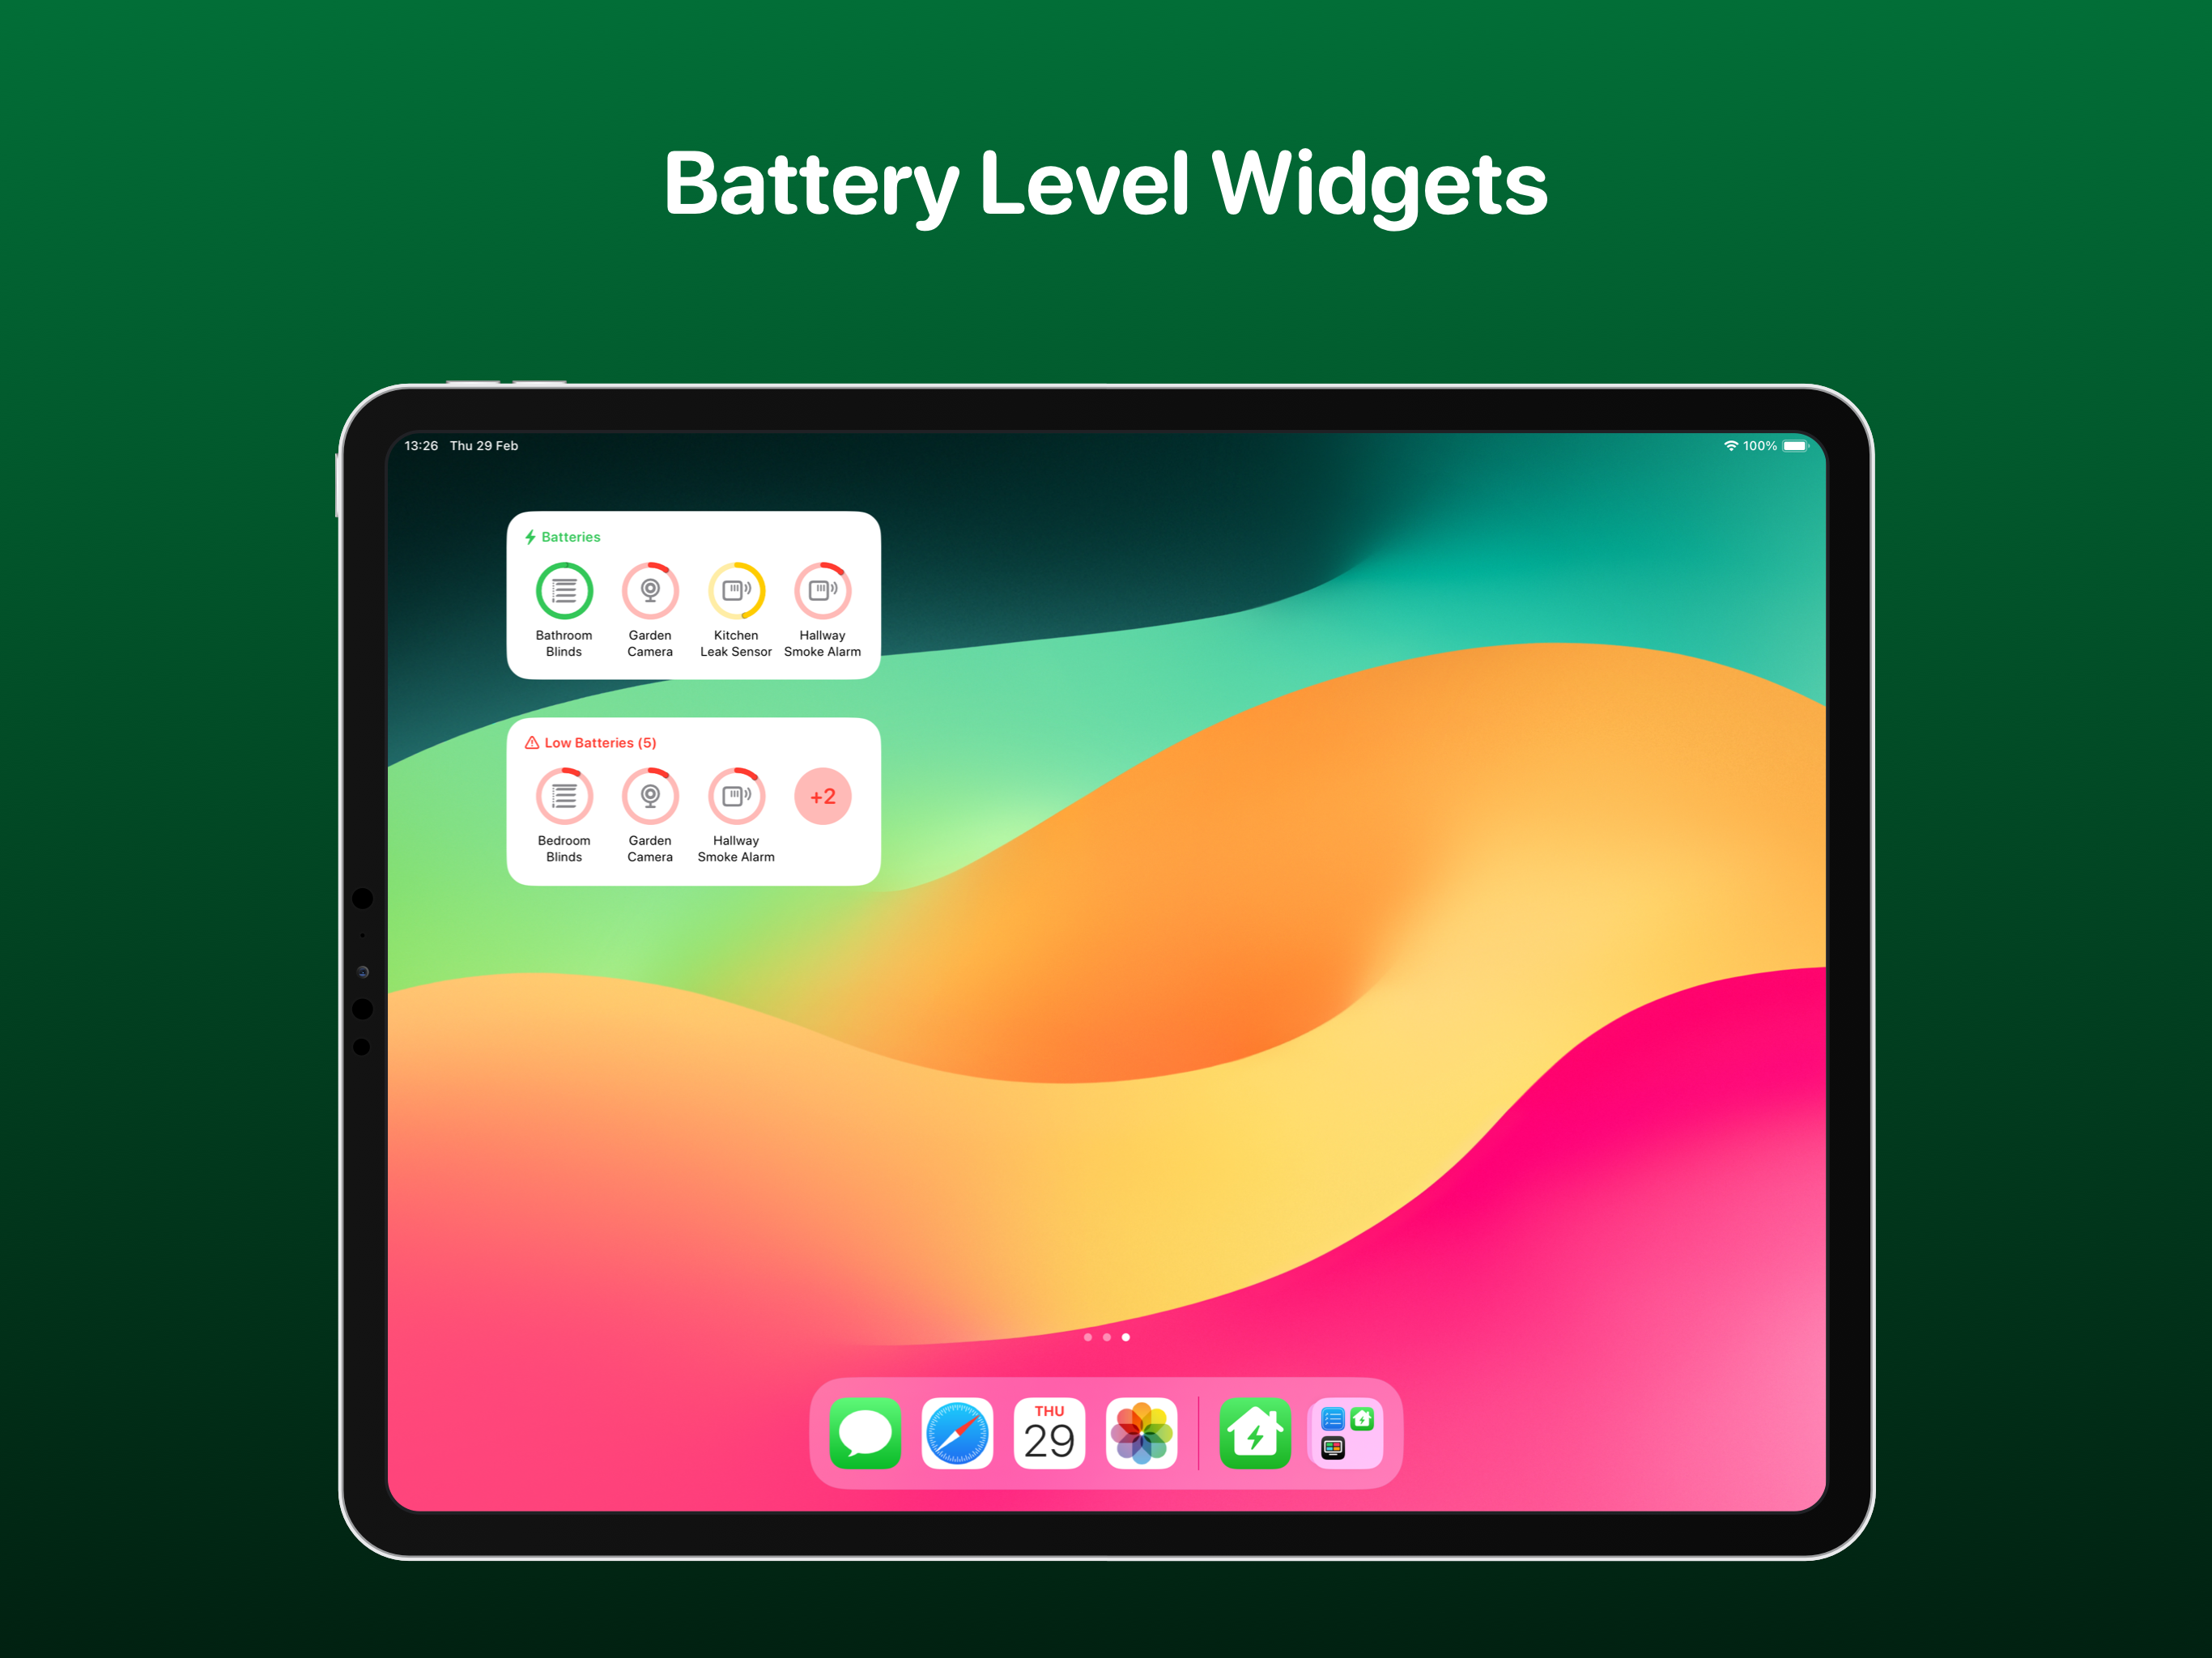 Battery Level Widgets
13:26 Thu 29 Feb
100%
Batteries
Bathroom Blinds
Garden Camera
Kitchen Leak Sensor
Hallway Smoke Alarm
Low Batteries (5)
Bedroom Blinds
Garden Camera
Hallway Smoke Alarm
+2
THU
29